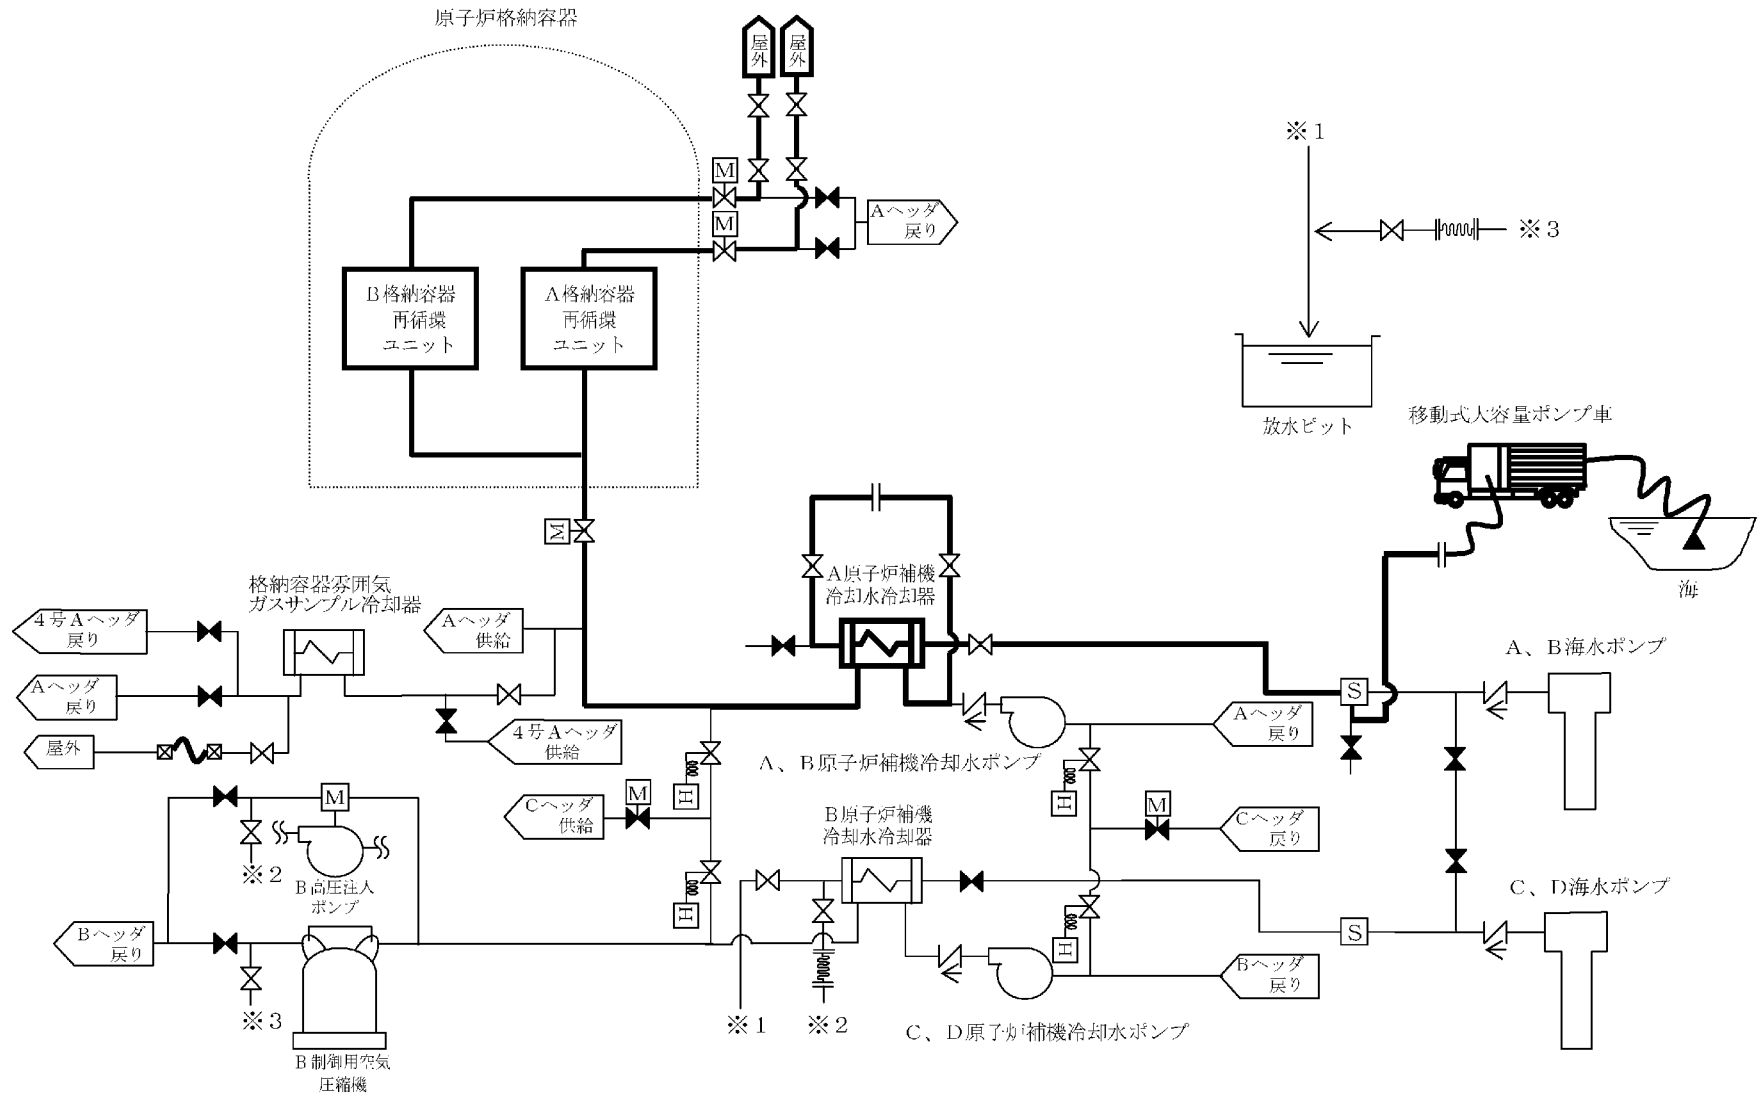 原子炉格納容器
屋外
屋外
※1
M
M
Aヘッダ
戻り
※3
B格納容器
再循環
ユニット
A格納容器
再循環
ユニット
放水ピット
移動式大容量ポンプ車
M
海
格納容器雰囲気
ガスサンプル冷却器
A原子炉補機
冷却水冷却器
4号Aヘッダ
戻り
Aヘッダ
供給
A、B海水ポンプ
Aヘッダ
戻り
S
屋外
4号Aヘッダ
供給
Aヘッダ
戻り
A、B原子炉補機冷却水ポンプ
H
H
M
M
Cヘッダ
供給
M
Cヘッダ
戻り
B原子炉補機
冷却水冷却器
※2
B高圧注入
ポンプ
H
C、D海水ポンプ
Bヘッダ
戻り
S
H
Bヘッダ
戻り
※3
※1
※2
C、D原子炉補機冷却水ポンプ
B制御用空気
圧縮機